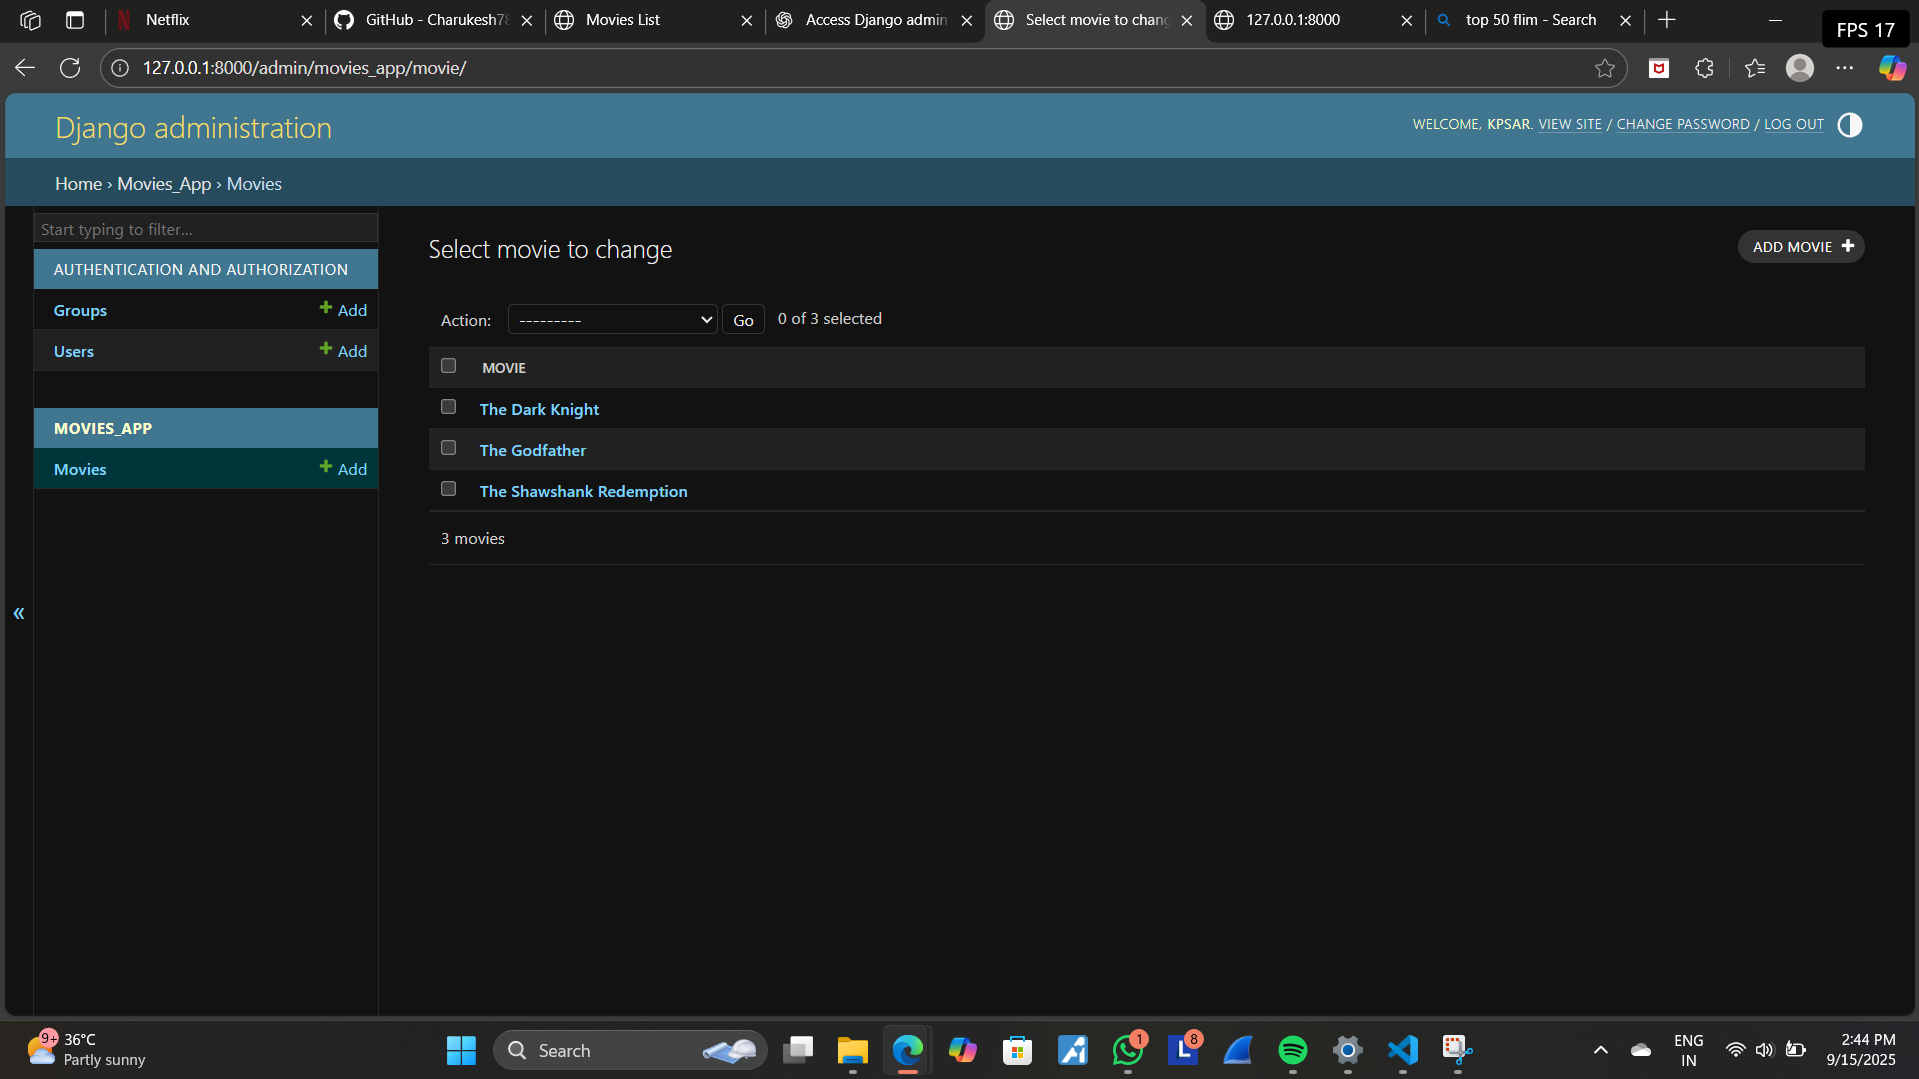 Netflix
GitHub - Charukesh78
Movies List
Access Django admin
Select movie to chang
127.0.0.1:8000
top 50 flim - Search
FPS 17
127.0.0.1:8000/admin/movies_app/movie/
Django administration
WELCOME, KPSAR. VIEW SITE / CHANGE PASSWORD / LOG OUT
Home › Movies_App › Movies
Start typing to filter...
AUTHENTICATION AND AUTHORIZATION
Groups
Add
Users
Add
MOVIES_APP
Movies
Add
«
Select movie to change
ADD MOVIE
Action:
---------
Go
0 of 3 selected
MOVIE
The Dark Knight
The Godfather
The Shawshank Redemption
3 movies
9+
36°C
Partly sunny
Search
1
L
8
ENG
IN
2:44 PM
9/15/2025